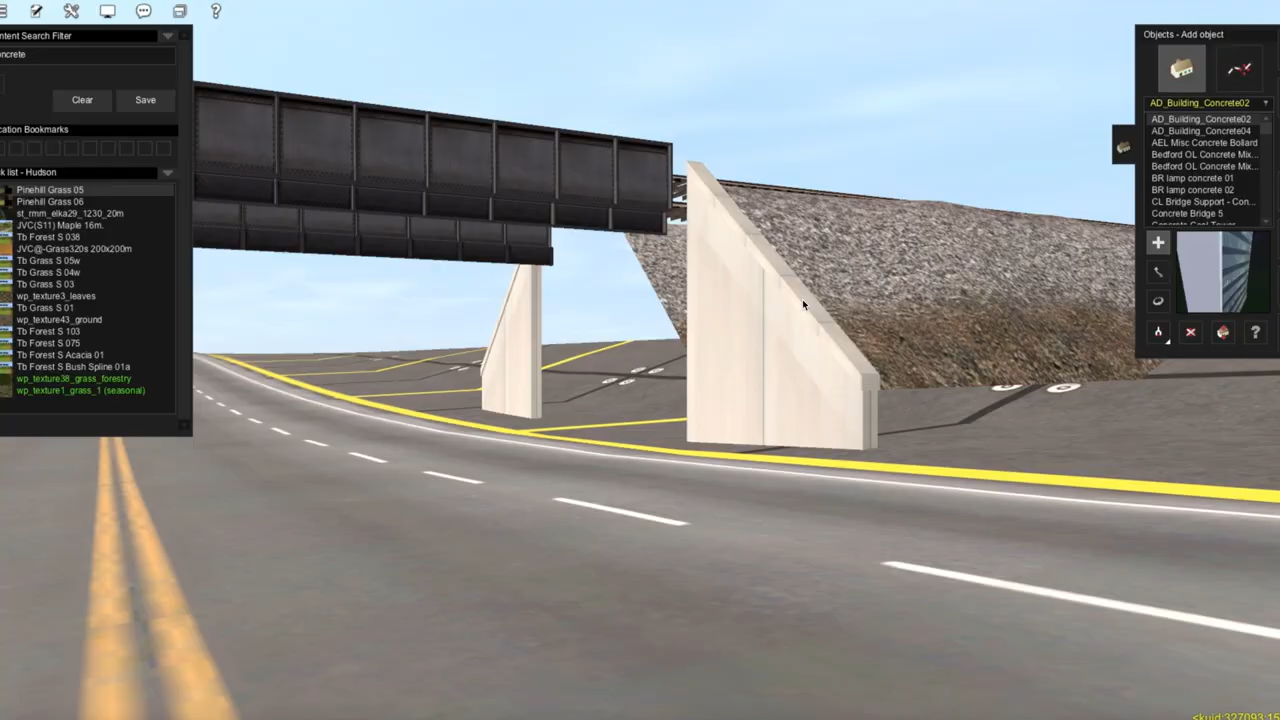 ntent Search Filter
ncrete
Clear
Save
cation Bookmarks
k list - Hudson
Pinehill Grass 05
Pinehill Grass 06
st_rmm_elka29_1230_20m
JVC(S11) Maple 16m.
Tb Forest S 038
JVC@-Grass320s 200x200m
Tb Grass S 05w
Tb Grass S 04w
Tb Grass S 03
wp_texture3_leaves
Tb Grass S 01
wp_texture43_ground
Tb Forest S 103
Tb Forest S 075
Tb Forest S Acacia 01
Tb Forest S Bush Spline 01a
wp_texture38_grass_forestry
wp_texture1_grass_1 (seasonal)
Objects - Add object
AD_Building_Concrete02
AD_Building_Concrete02
AD_Building_Concrete04
AEL Misc Concrete Bollard
Bedford OL Concrete Mix...
Bedford OL Concrete Mix...
BR lamp concrete 01
BR lamp concrete 02
CL Bridge Support - Con...
Concrete Bridge 5